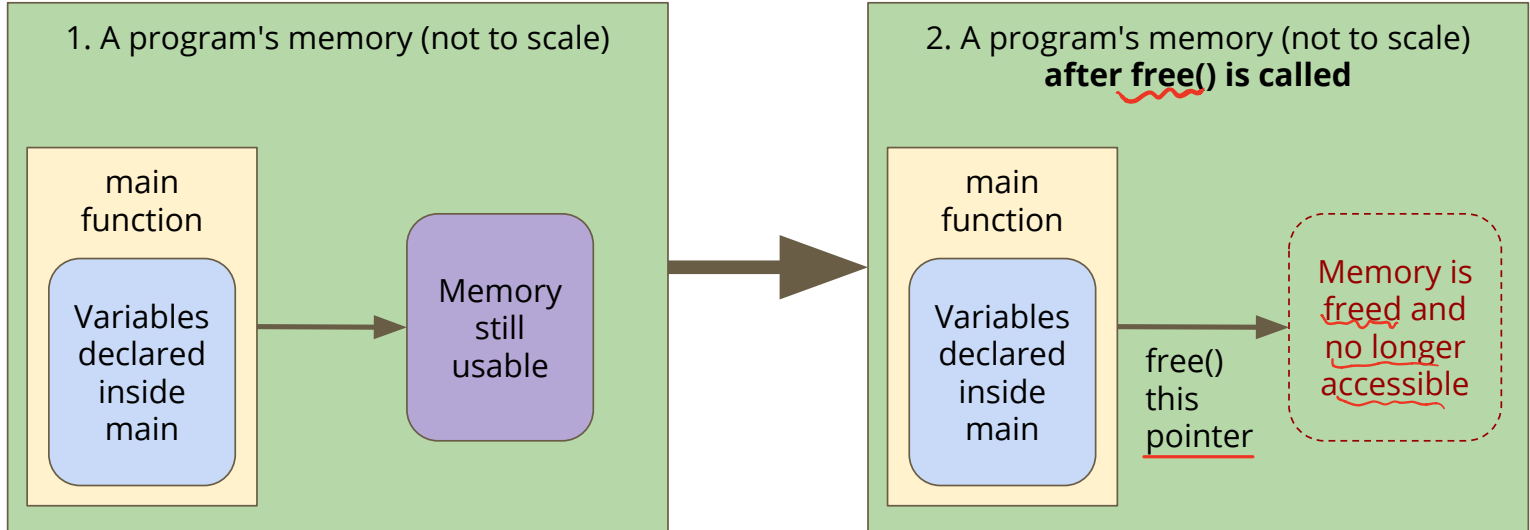 1. A program's memory (not to scale)
main
function
Variables
declared
inside
main
Memory
still
usable
2. A program's memory (not to scale)
after free() is called
main
function
Variables
declared
inside
main
free()
this
pointer
Memory is
freed and
no longer
accessible